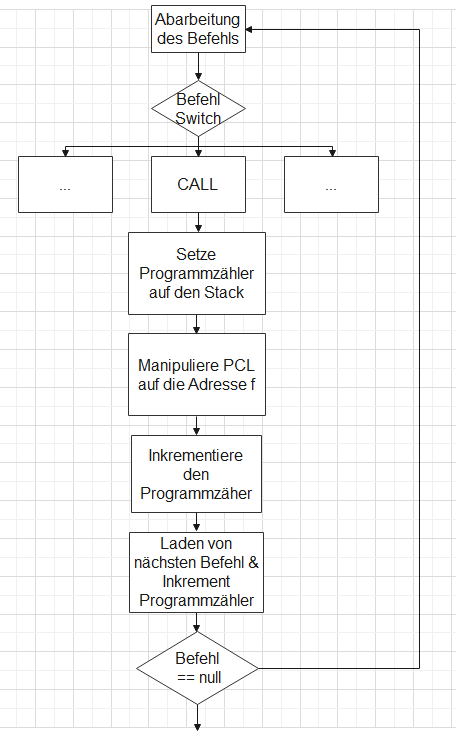 Abarbeitung
des Befehls
Befehl
Switch
...
CALL
...
Setze
Programmzähler
auf den Stack
Manipuliere PCL
auf die Adresse f
Inkrementiere
den
Programmzäher
Laden von
nächsten Befehl &
Inkrement
Programmzähler
Befehl
== null